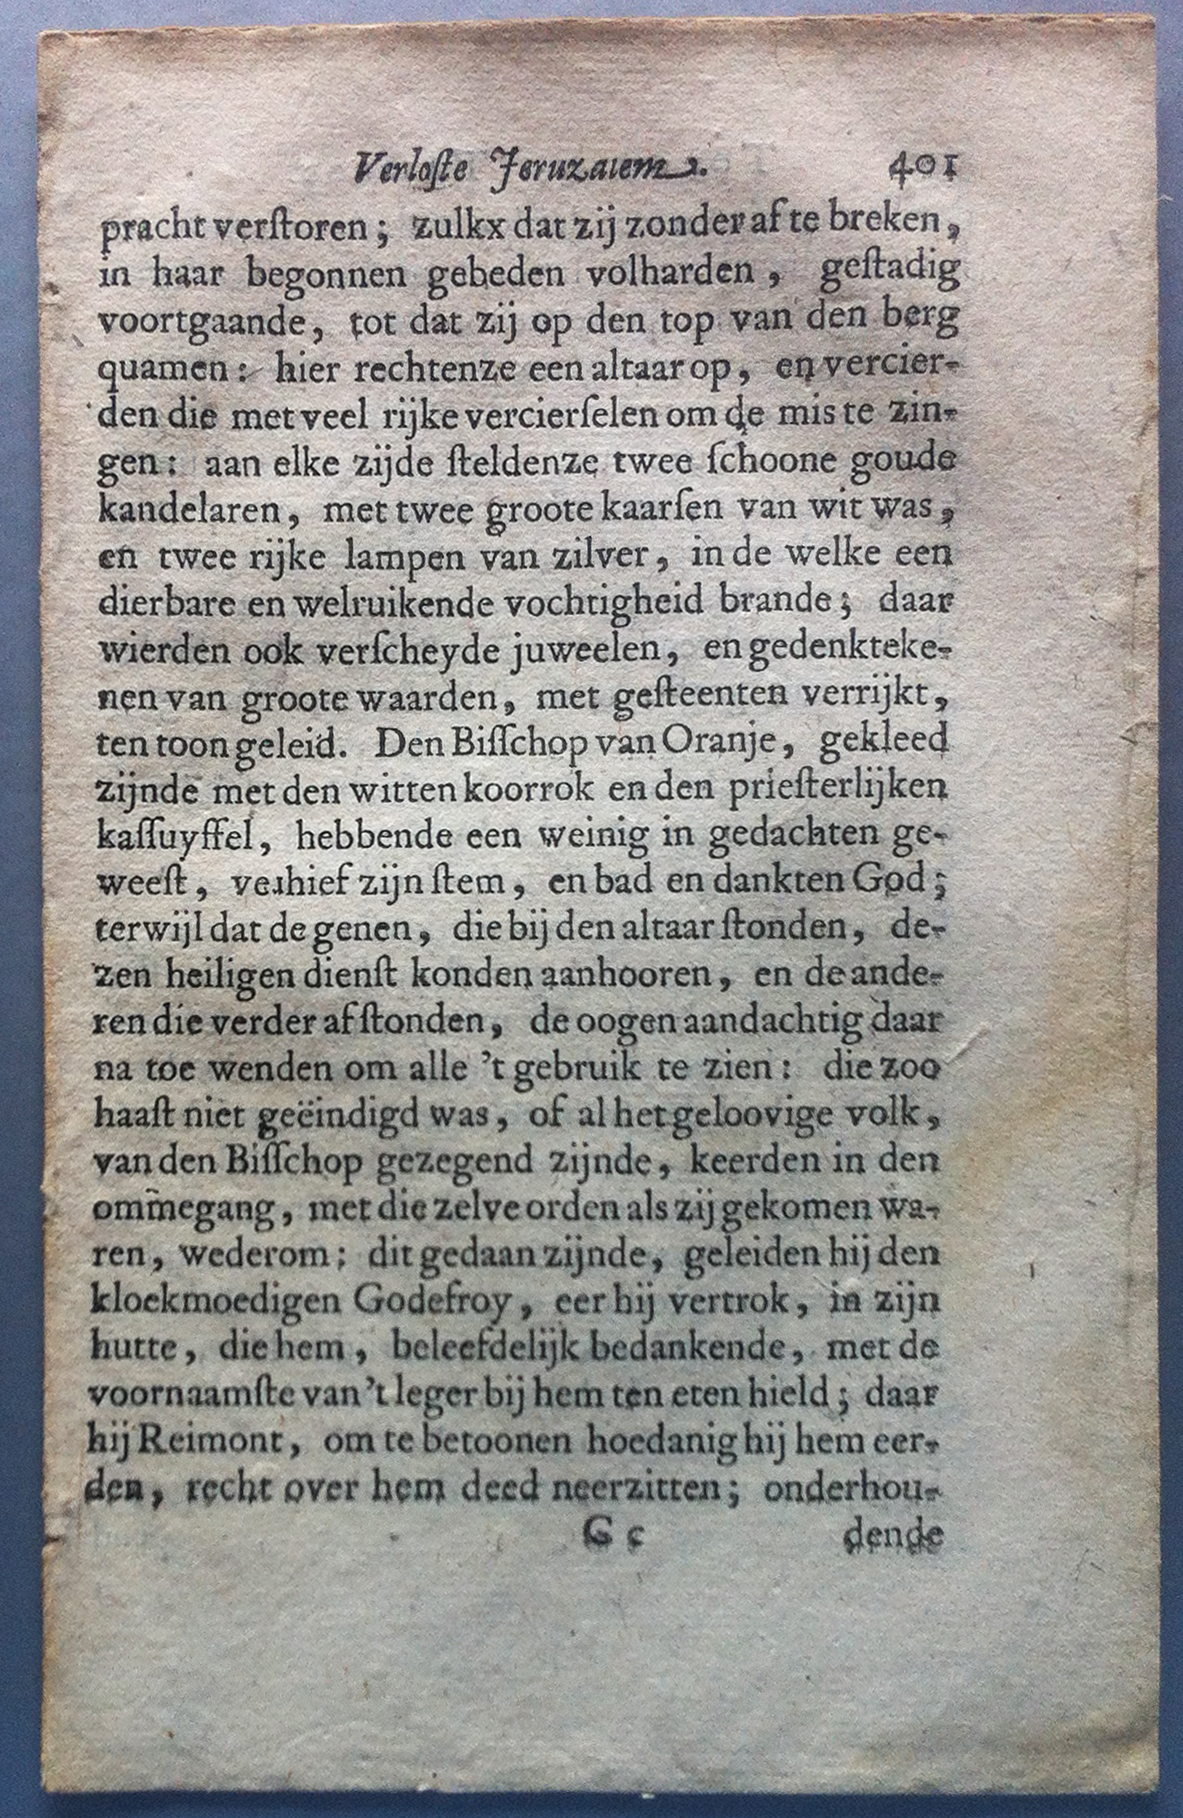 Verloſte Jeruzalem. 401
pracht verſtoren; zulkx dat zij zonder af te breken,
in haar begonnen gebeden volharden, geſtadig
voortgaande, tot dat zij op den top van den berg
quamen: hier rechtenze een altaar op, en vercier-
den die met veel rijke vercierſelen om de mis te zin-
gen: aan elke zijde ſteldenze twee ſchoone goude
kandelaren, met twee groote kaarſen van wit was,
en twee rijke lampen van zilver, in de welke een
dierbare en welruikende vochtigheid brande; daar
wierden ook verſcheyde juweelen, en gedenkteke-
nen van groote waarden, met geſteenten verrijkt,
ten toon geleid. Den Biſſchop van Oranje, gekleed
zijnde met den witten koorrok en den prieſterlijken
kaſſuyffel, hebbende een weinig in gedachten ge-
weeſt, verhief zijn ſtem, en bad en dankten God;
terwijl dat de genen, die bij den altaar ſtonden, de-
zen heiligen dienſt konden aanhooren, en de ande-
ren die verder af ſtonden, de oogen aandachtig daar
na toe wenden om alle 't gebruik te zien: die zoo
haaſt niet geëindigd was, of al het geloovige volk,
van den Biſſchop gezegend zijnde, keerden in den
om̃megang, met die zelve orden als zij gekomen wa-
ren, wederom; dit gedaan zijnde, geleiden hij den
kloekmoedigen Godefroy, eer hij vertrok, in zijn
hutte, die hem, beleefdelijk bedankende, met de
voornaamſte van 't leger bij hem ten eten hield; daar
hij Reimont, om te betoonen hoedanig hij hem eer-
den, recht over hem deed neerzitten; onderhou-
C c dende